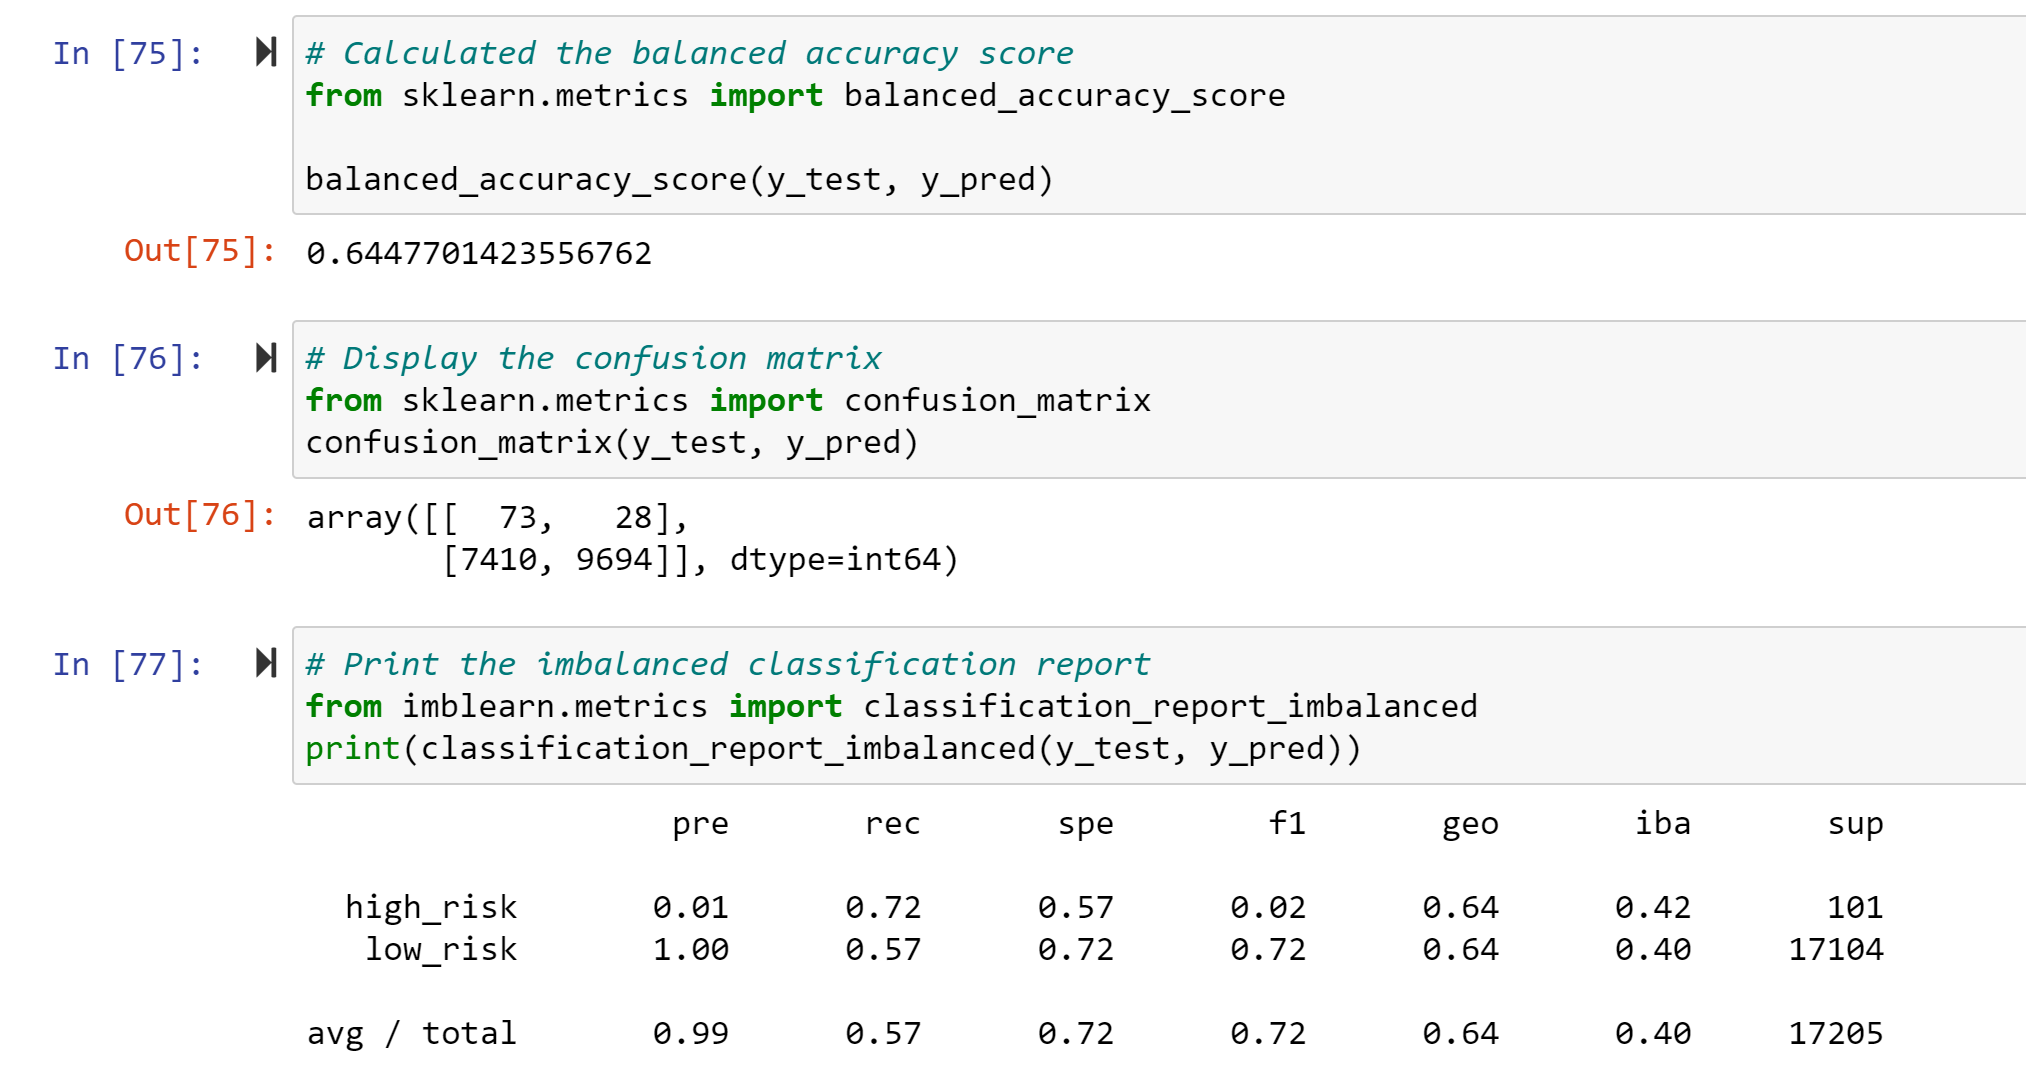 In [75]: # Calculated the balanced accuracy score
from sklearn.metrics import balanced_accuracy_score
balanced_accuracy_score(y_test, y_pred)
Out[75]: 0.6447701423556762
In [76]: # Display the confusion matrix
from sklearn.metrics import confusion_matrix
confusion_matrix(y_test, y_pred)
Out[76]: array([[  73,   28],
       [7410, 9694]], dtype=int64)
In [77]: # Print the imbalanced classification report
from imblearn.metrics import classification_report_imbalanced
print(classification_report_imbalanced(y_test, y_pred))
pre rec spe f1 geo iba sup
high_risk 0.01 0.72 0.57 0.02 0.64 0.42 101
low_risk 1.00 0.57 0.72 0.72 0.64 0.40 17104
avg / total 0.99 0.57 0.72 0.72 0.64 0.40 17205